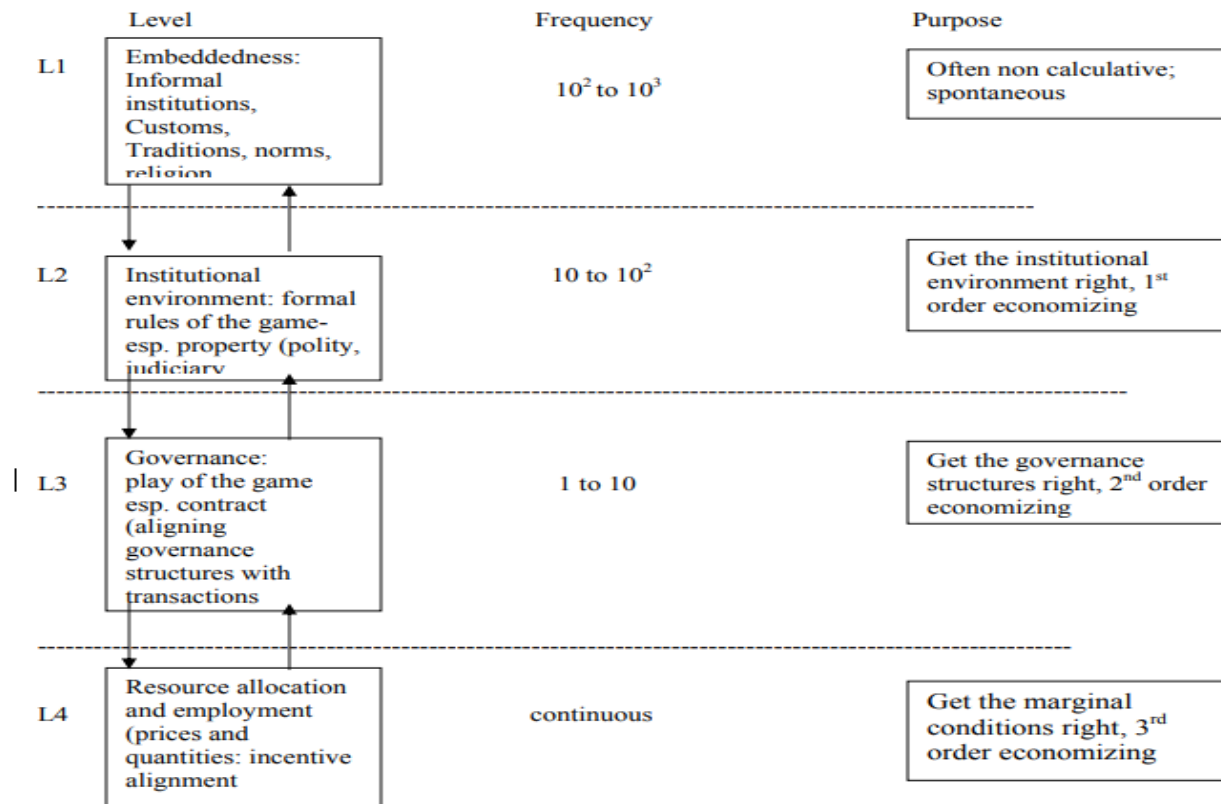 Level Frequency Purpose
L1
Embeddedness:
Informal
institutions,
Customs,
Traditions, norms,
religion
10² to 10³
Often non calculative;
spontaneous
L2
Institutional
environment: formal
rules of the game-
esp. property (polity,
judiciary
10 to 10²
Get the institutional
environment right, 1st
order economizing
L3
Governance:
play of the game
esp. contract
(aligning
governance
structures with
transactions
1 to 10
Get the governance
structures right, 2nd order
economizing
L4
Resource allocation
and employment
(prices and
quantities: incentive
alignment
continuous
Get the marginal
conditions right, 3rd
order economizing